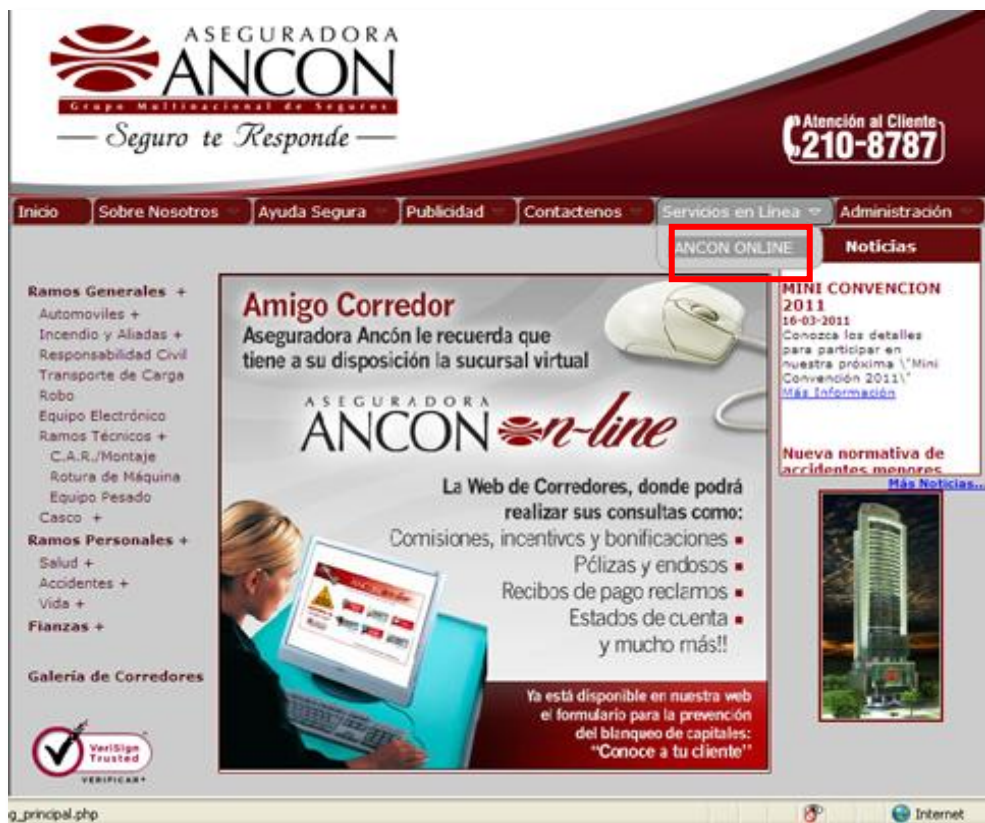 ASEGURADORA
ANCON
Grupo Multinacional de Seguros
Seguro te Responde
Atención al Cliente
210-8787
Inicio
Sobre Nosotros
Ayuda Segura
Publicidad
Contactenos
Servicios en Línea
Administración
ANCON ONLINE
Ramos Generales +
Automoviles +
Incendio y Aliadas +
Responsabilidad Civil
Transporte de Carga
Robo
Equipo Electrónico
Ramos Técnicos +
C.A.R./Montaje
Rotura de Máquina
Equipo Pesado
Casco +
Ramos Personales +
Salud +
Accidentes +
Vida +
Fianzas +
Galería de Corredores
VeriSign
Trusted
VERIFICAR
Amigo Corredor
Aseguradora Ancón le recuerda que
tiene a su disposición la sucursal virtual
ASEGURADORA
ANCON on-line
La Web de Corredores, donde podrá
realizar sus consultas como:
Comisiones, incentivos y bonificaciones
Pólizas y endosos
Recibos de pago reclamos
Estados de cuenta
y mucho más!!
Ya está disponible en nuestra web
el formulario para la prevención
del blanqueo de capitales:
“Conoce a tu cliente”
Noticias
MINI CONVENCION
2011
16-03-2011
Conozca los detalles
para participar en
nuestra próxima \"Mini
Convención 2011\"
Más Información
Nueva normativa de
accidentes menores
Más Noticias...
g_principal.php
Internet